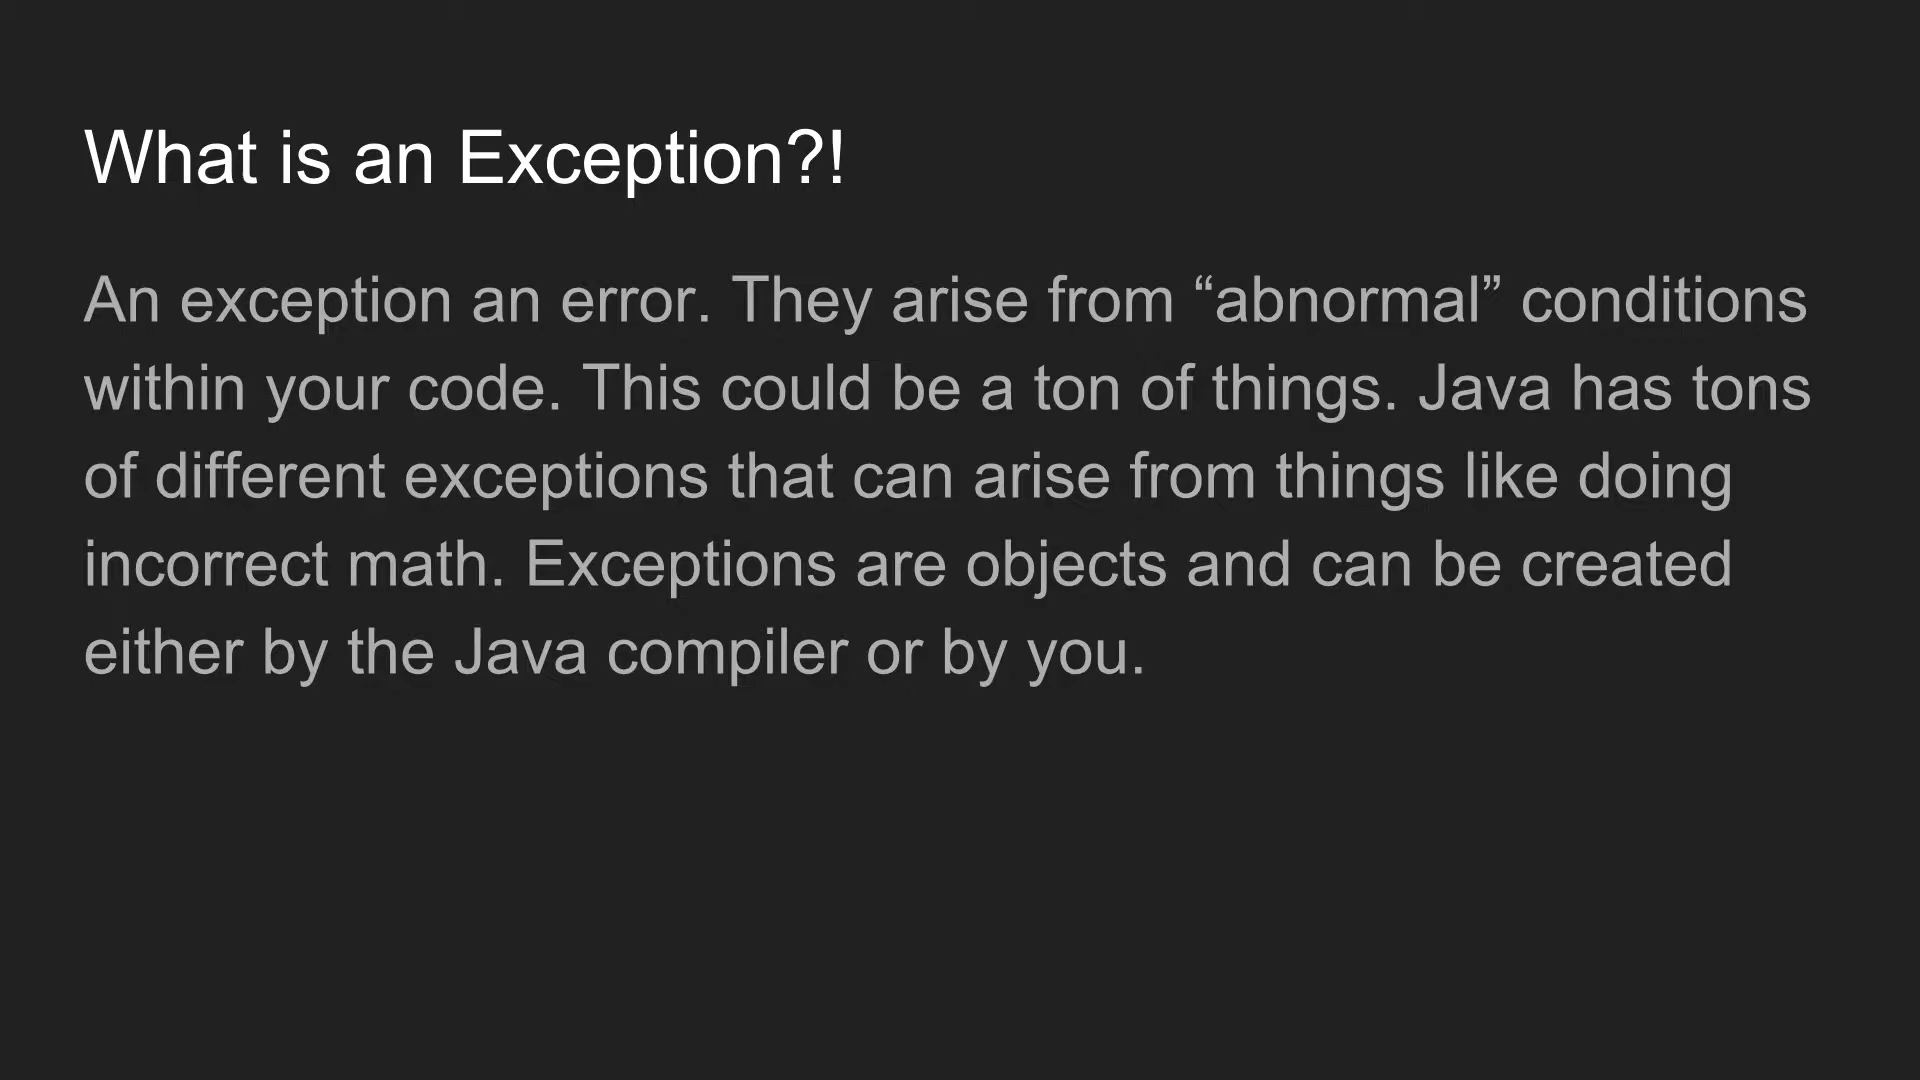 What is an Exception?!
An exception an error. They arise from “abnormal” conditions
within your code. This could be a ton of things. Java has tons
of different exceptions that can arise from things like doing
incorrect math. Exceptions are objects and can be created
either by the Java compiler or by you.